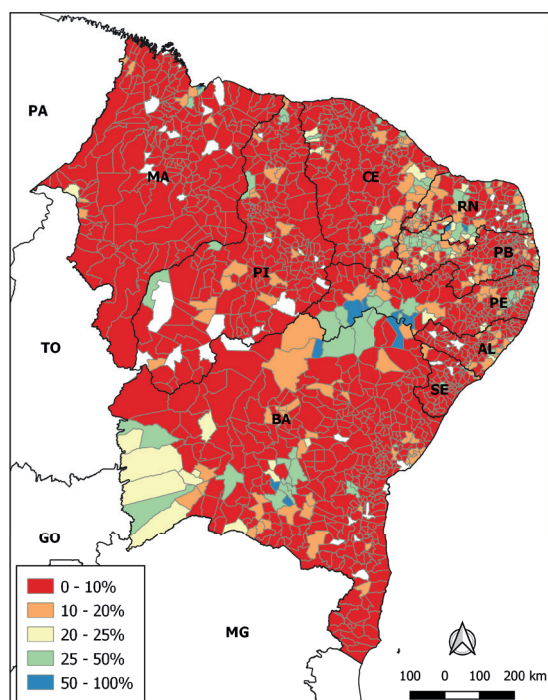 PA
MA
CE
RN
PB
PI
PE
TO
AL
SE
BA
GO
0 - 10%
10 - 20%
20 - 25%
25 - 50%
50 - 100%
MG
100 0 100 200 km